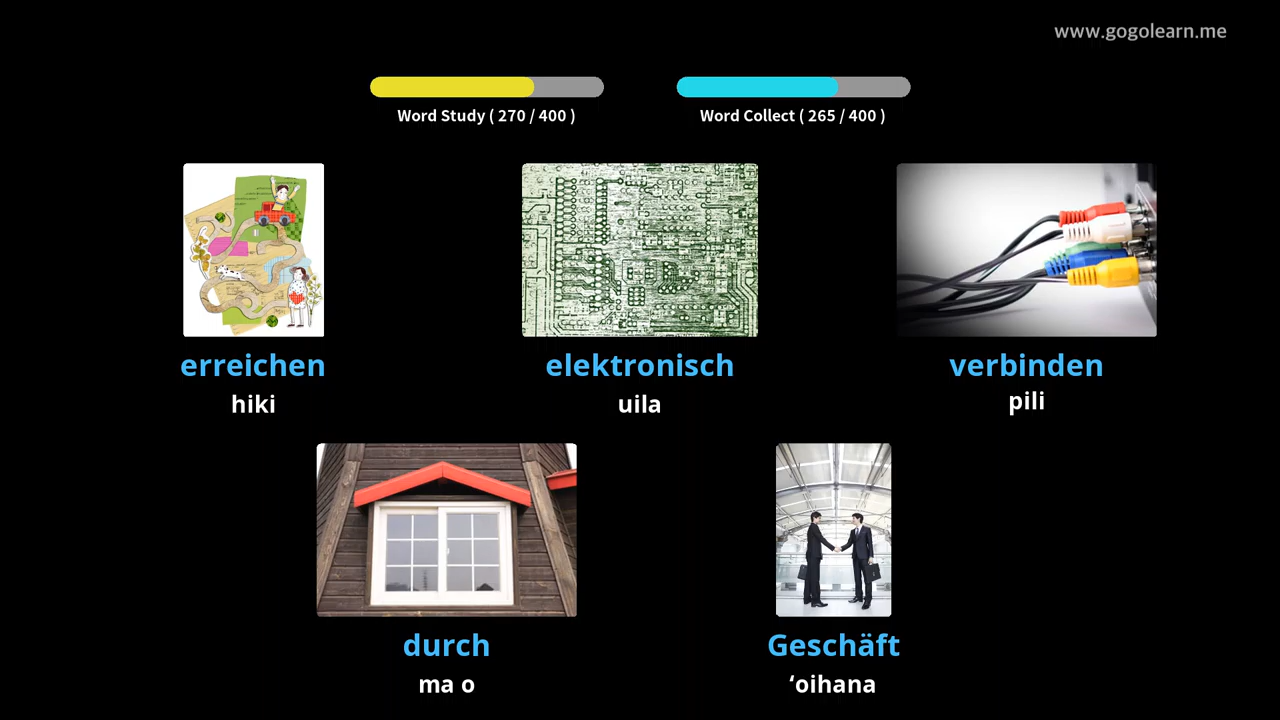 www.gogolearn.me
Word Study ( 270 / 400 )
Word Collect ( 265 / 400 )
erreichen
hiki
elektronisch
uila
verbinden
pili
durch
ma o
Geschäft
ʻoihana